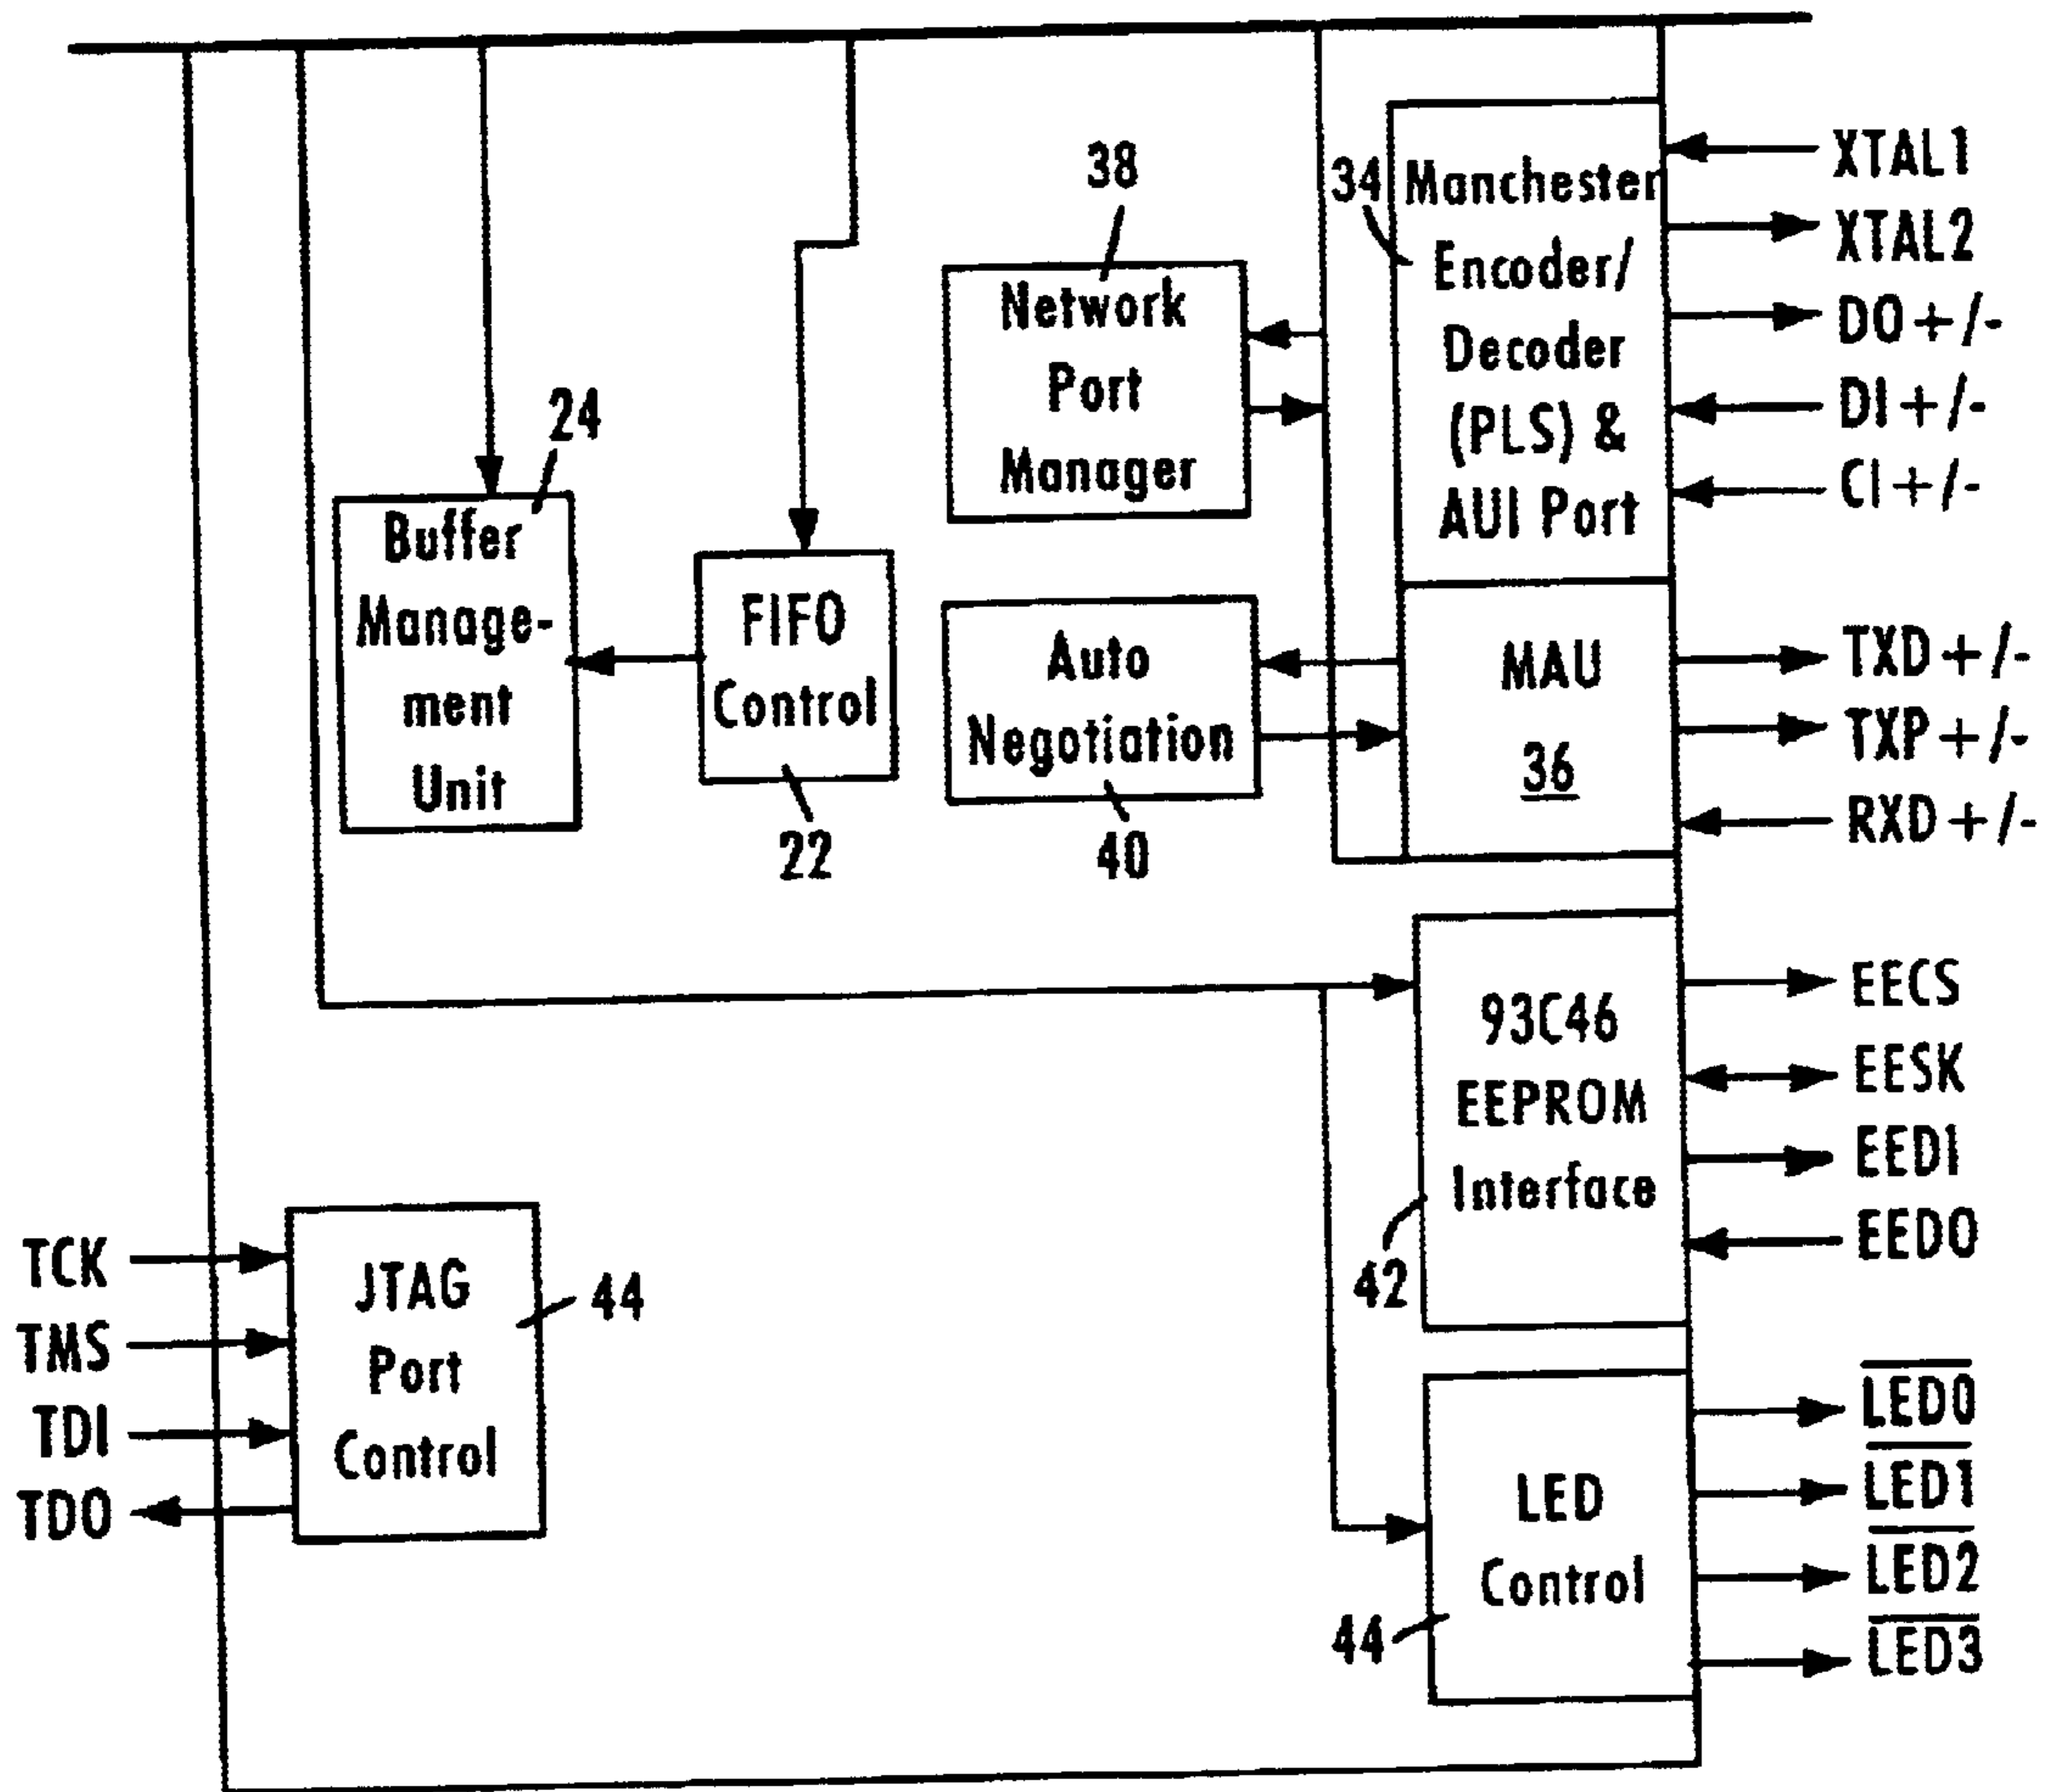 38
34
Manchester
Encoder/
Decoder
(PLS) &
AUI Port
XTAL1
XTAL2
DO+/-
DI+/-
CI+/-
Network
Port
Manager
24
Buffer
Manage-
ment
Unit
FIFO
Control
22
Auto
Negotiation
40
MAU
36
TXD+/-
TXP+/-
RXD+/-
93C46
EEPROM
Interface
42
EECS
EESK
EEDI
EEDO
TCK
TMS
TDI
TDO
JTAG
Port
Control
44
LED
Control
44
LED0
LED1
LED2
LED3